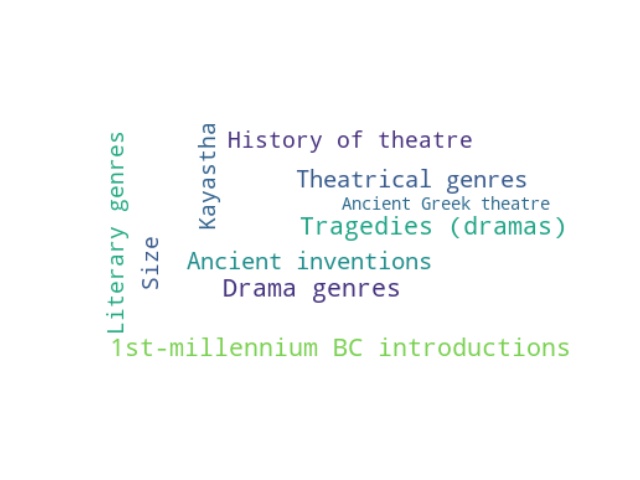 Literary genres
Size
Kayastha
History of theatre
Theatrical genres
Ancient Greek theatre
Tragedies (dramas)
Ancient inventions
Drama genres
1st-millennium BC introductions